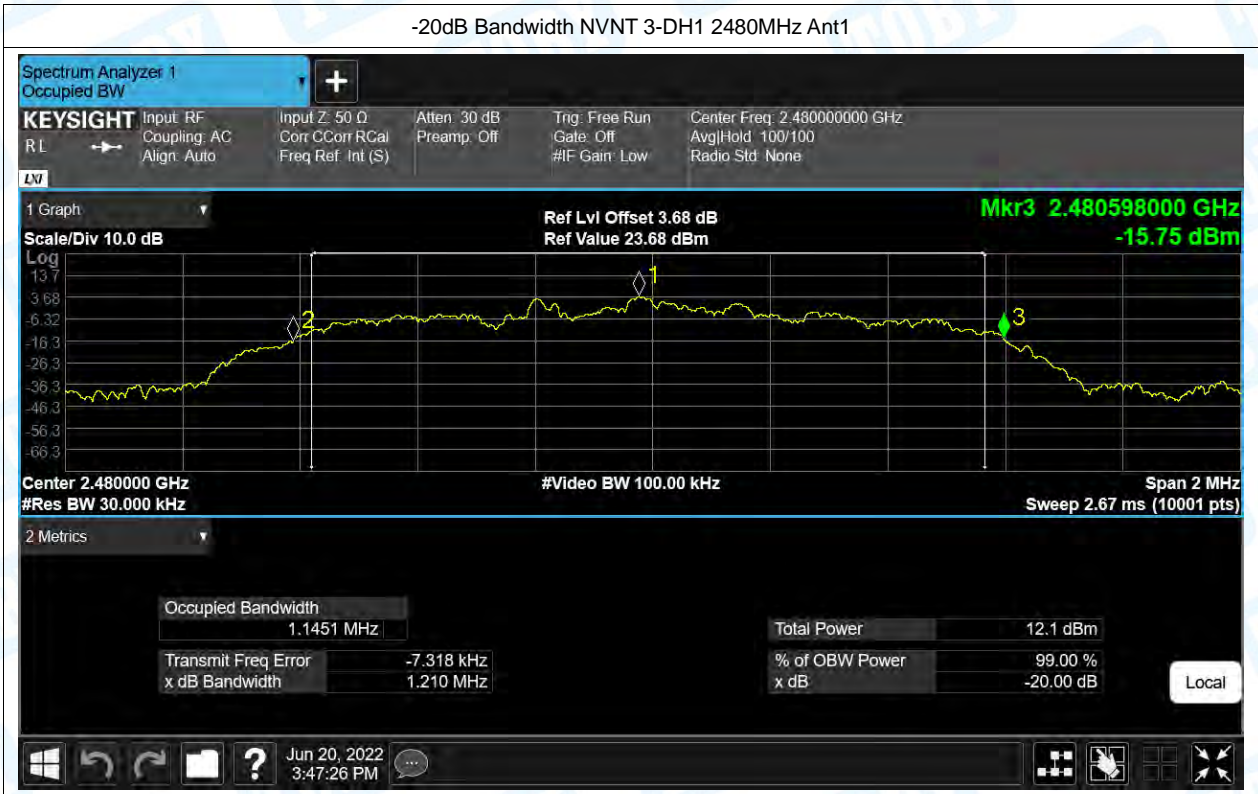 -20dB Bandwidth NVNT 3-DH1 2480MHz Ant1
Spectrum Analyzer 1
Occupied BW
+
KEYSIGHT
R L
LXI
Input: RF
Coupling: AC
Align: Auto
Input Z: 50 Ω
Corr CCorr RCal
Freq Ref: Int (S)
Atten: 30 dB
Preamp: Off
Trig: Free Run
Gate: Off
#IF Gain: Low
Center Freq: 2.480000000 GHz
Avg|Hold: 100/100
Radio Std: None
1 Graph
Scale/Div 10.0 dB
Ref Lvl Offset 3.68 dB
Ref Value 23.68 dBm
Mkr3 2.480598000 GHz
-15.75 dBm
Log
13.7
3.68
-6.32
-16.3
-26.3
-36.3
-46.3
-56.3
-66.3
1
2
3
Center 2.480000 GHz
#Res BW 30.000 kHz
#Video BW 100.00 kHz
Span 2 MHz
Sweep 2.67 ms (10001 pts)
2 Metrics
Occupied Bandwidth
1.1451 MHz
Transmit Freq Error -7.318 kHz
x dB Bandwidth 1.210 MHz
Total Power 12.1 dBm
% of OBW Power 99.00 %
x dB -20.00 dB
Local
?
Jun 20, 2022
3:47:26 PM